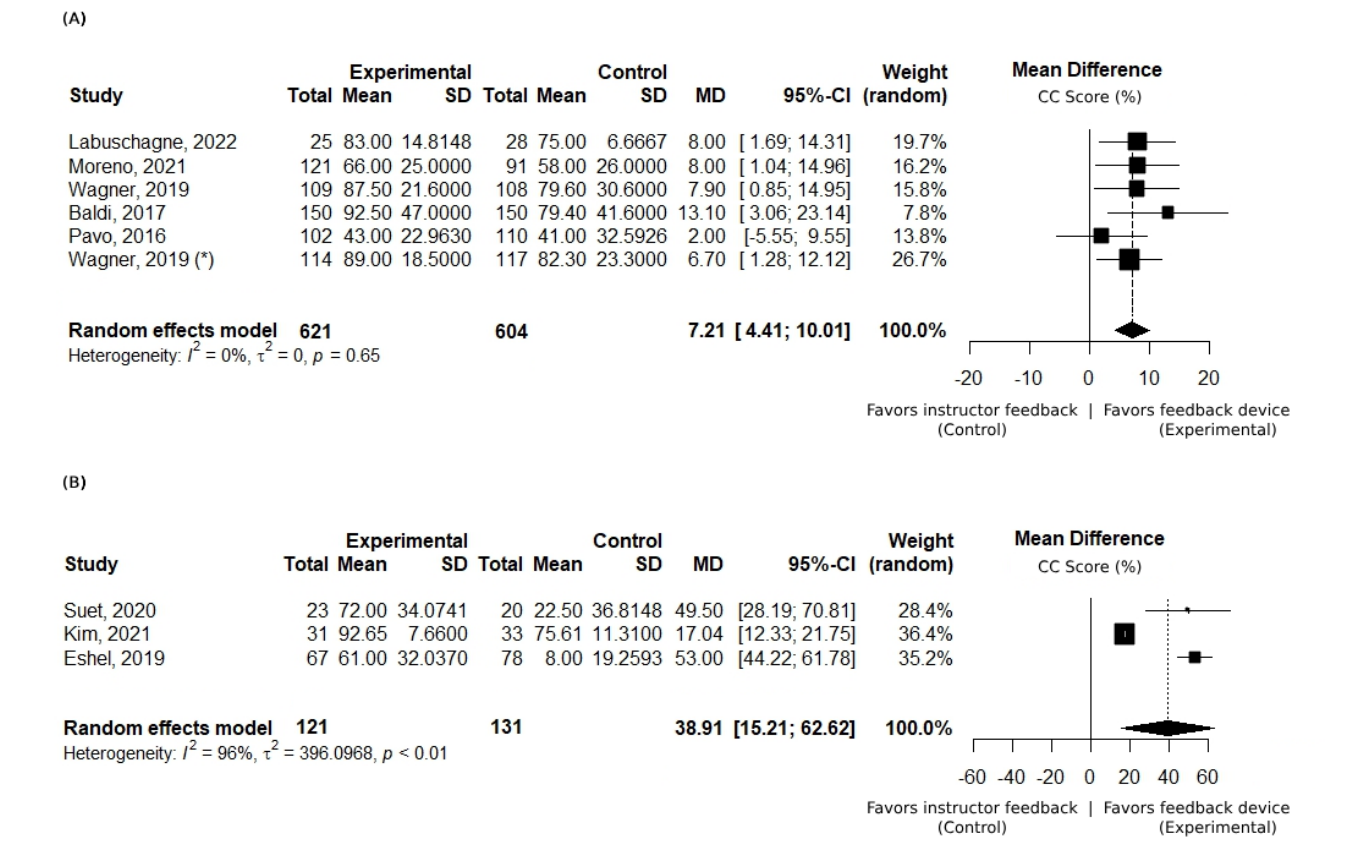 (A)
Experimental Control Weight Mean Difference
Study Total Mean SD Total Mean SD MD 95%-CI (random) CC Score (%)
Labuschagne, 2022 25 83.00 14.8148 28 75.00 6.6667 8.00 [ 1.69; 14.31] 19.7%
Moreno, 2021 121 66.00 25.0000 91 58.00 26.0000 8.00 [ 1.04; 14.96] 16.2%
Wagner, 2019 109 87.50 21.6000 108 79.60 30.6000 7.90 [ 0.85; 14.95] 15.8%
Baldi, 2017 150 92.50 47.0000 150 79.40 41.6000 13.10 [ 3.06; 23.14] 7.8%
Pavo, 2016 102 43.00 22.9630 110 41.00 32.5926 2.00 [-5.55; 9.55] 13.8%
Wagner, 2019 (*) 114 89.00 18.5000 117 82.30 23.3000 6.70 [ 1.28; 12.12] 26.7%
Random effects model 621 604 7.21 [ 4.41; 10.01] 100.0%
Heterogeneity: I² = 0%, τ² = 0, p = 0.65
-20 -10 0 10 20
Favors instructor feedback | Favors feedback device
(Control) (Experimental)
(B)
Experimental Control Weight Mean Difference
Study Total Mean SD Total Mean SD MD 95%-CI (random) CC Score (%)
Suet, 2020 23 72.00 34.0741 20 22.50 36.8148 49.50 [28.19; 70.81] 28.4%
Kim, 2021 31 92.65 7.6600 33 75.61 11.3100 17.04 [12.33; 21.75] 36.4%
Eshel, 2019 67 61.00 32.0370 78 8.00 19.2593 53.00 [44.22; 61.78] 35.2%
Random effects model 121 131 38.91 [15.21; 62.62] 100.0%
Heterogeneity: I² = 96%, τ² = 396.0968, p < 0.01
-60 -40 -20 0 20 40 60
Favors instructor feedback | Favors feedback device
(Control) (Experimental)